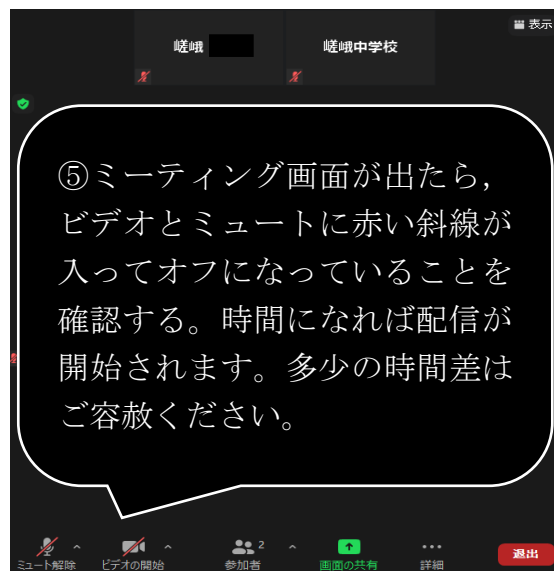 表示
嵯峨
嵯峨中学校
⑤ミーティング画面が出たら，
ビデオとミュートに赤い斜線が
入ってオフになっていることを
確認する。時間になれば配信が
開始されます。多少の時間差は
ご容赦ください。
2
ミュート解除
ビデオの開始
参加者
画面の共有
詳細
退出